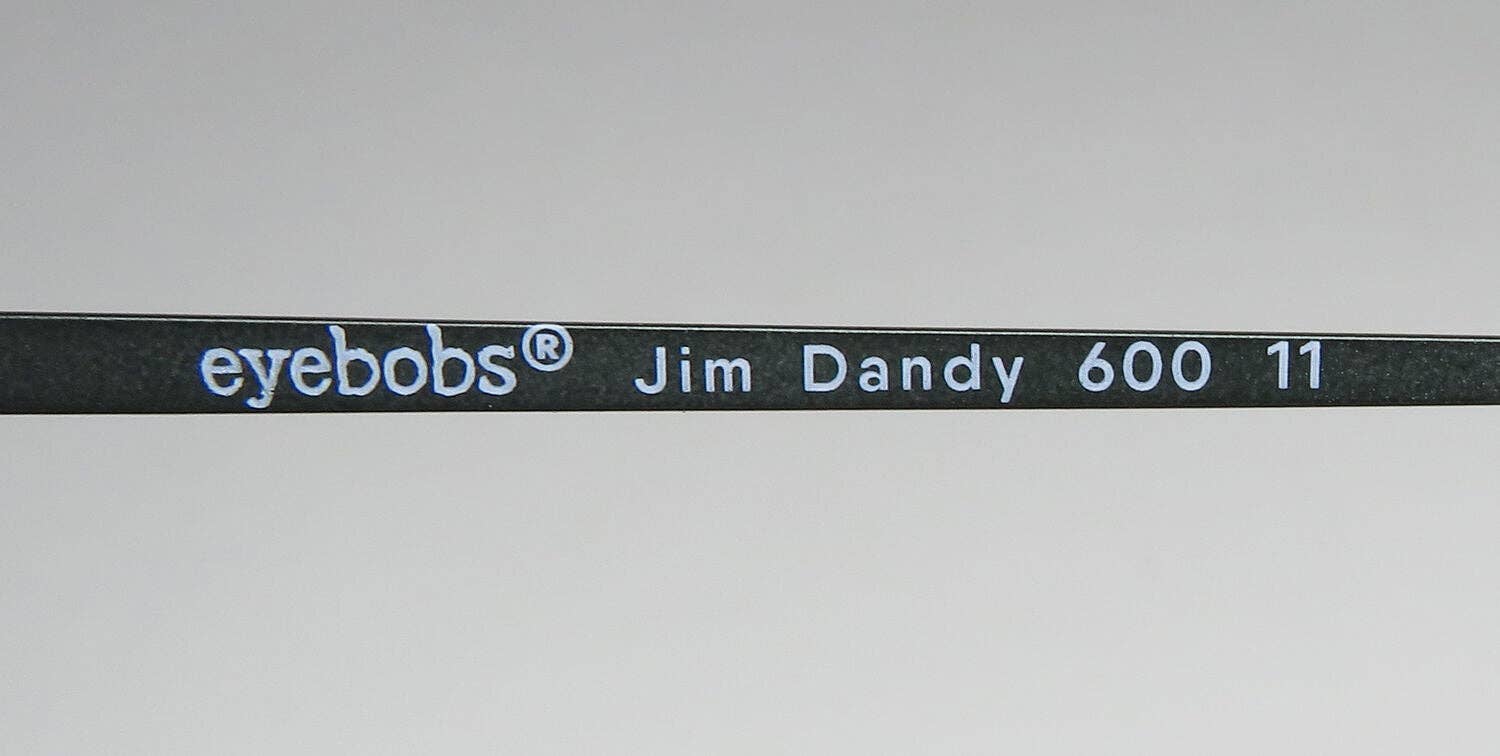 eyebobs® Jim Dandy 600 11